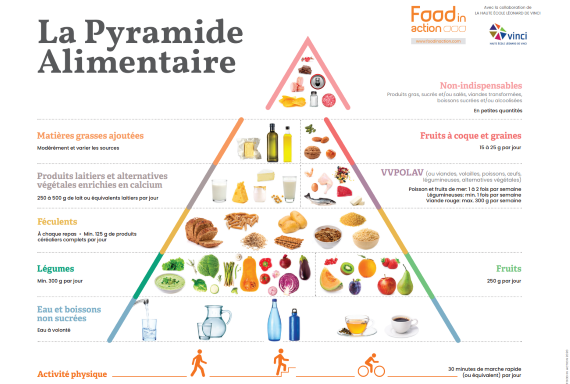 La Pyramide
Alimentaire
Food in
action
www.foodinaction.com
Avec la collaboration de
LA HAUTE ÉCOLE LÉONARD DE VINCI
vinci
HAUTE ÉCOLE LÉONARD DE VINCI
Non-indispensables
Produits gras, sucrés et/ou salés, viandes transformées,
boissons sucrées et/ou alcoolisées
En petites quantités
Matières grasses ajoutées
Modérément et varier les sources
Fruits à coque et graines
15 à 25 g par jour
Produits laitiers et alternatives
végétales enrichies en calcium
250 à 500 g de lait ou équivalents laitiers par jour
VVPOLAV (ou viandes, volailles, poissons, œufs,
légumineuses, alternatives végétales)
Poisson et fruits de mer: 1 à 2 fois par semaine
Légumineuses: min. 1 fois par semaine
Viande rouge: max. 300 g par semaine
Féculents
À chaque repas • Min. 125 g de produits
céréaliers complets par jour
Légumes
Min. 300 g par jour
Fruits
250 g par jour
Eau et boissons
non sucrées
Eau à volonté
Activité physique
30 minutes de marche rapide
(ou équivalent) par jour